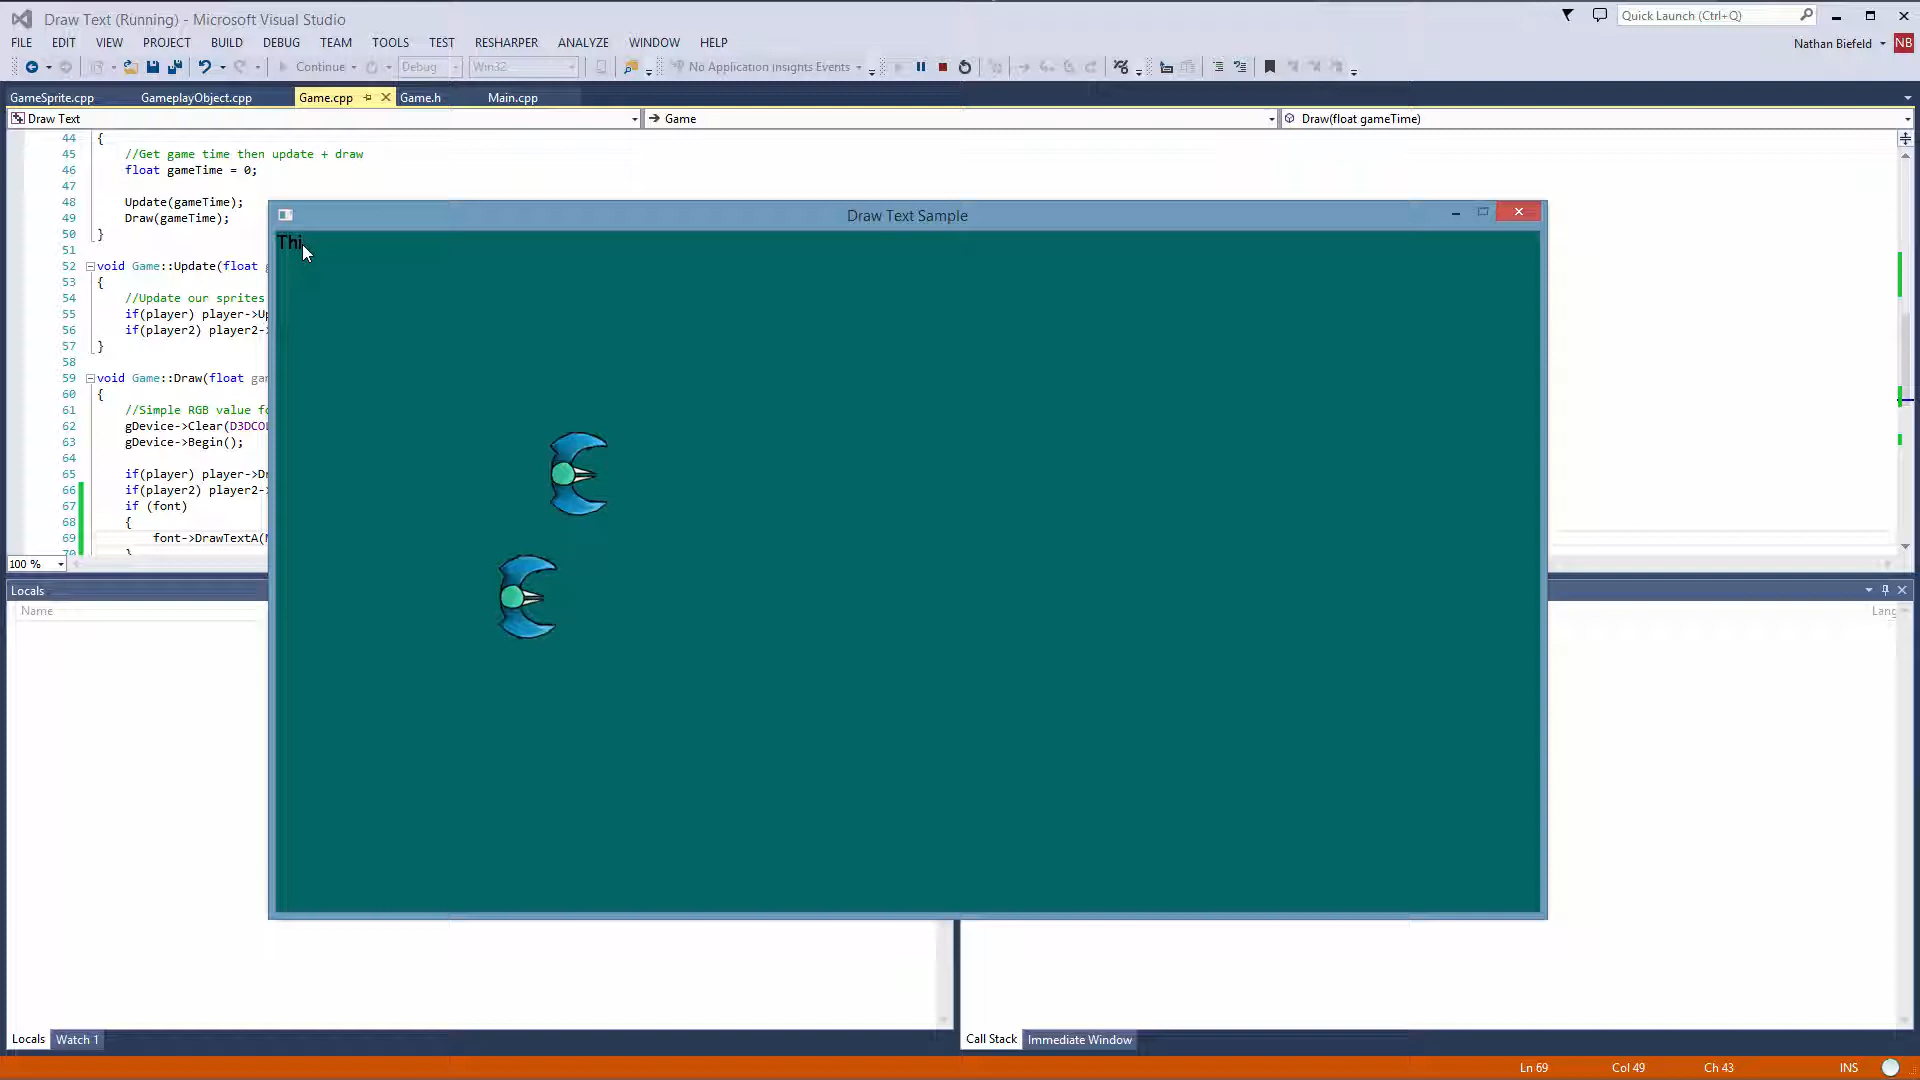 Draw Text (Running) - Microsoft Visual Studio
Quick Launch (Ctrl+Q)
FILE EDIT VIEW PROJECT BUILD DEBUG TEAM TOOLS TEST RESHARPER ANALYZE WINDOW HELP
Nathan Biefeld NB
Continue Debug Win32 No Application Insights Events
GameSprite.cpp GameplayObject.cpp Game.cpp Game.h Main.cpp
Draw Text Game Draw(float gameTime)
44 {
45 //Get game time then update + draw
46 float gameTime = 0;
47
48 Update(gameTime);
49 Draw(gameTime);
50 }
51
52 void Game::Update(float g
53 {
54 //Update our sprites
55 if(player) player->Up
56 if(player2) player2->
57 }
58
59 void Game::Draw(float gam
60 {
61 //Simple RGB value fo
62 gDevice->Clear(D3DCOL
63 gDevice->Begin();
64
65 if(player) player->Dr
66 if(player2) player2->
67 if (font)
68 {
69 font->DrawTextA(N
70 }
100 %
Draw Text Sample
Thi
Locals
Name
Lang
Locals Watch 1
Call Stack Immediate Window
Ln 69 Col 49 Ch 43 INS